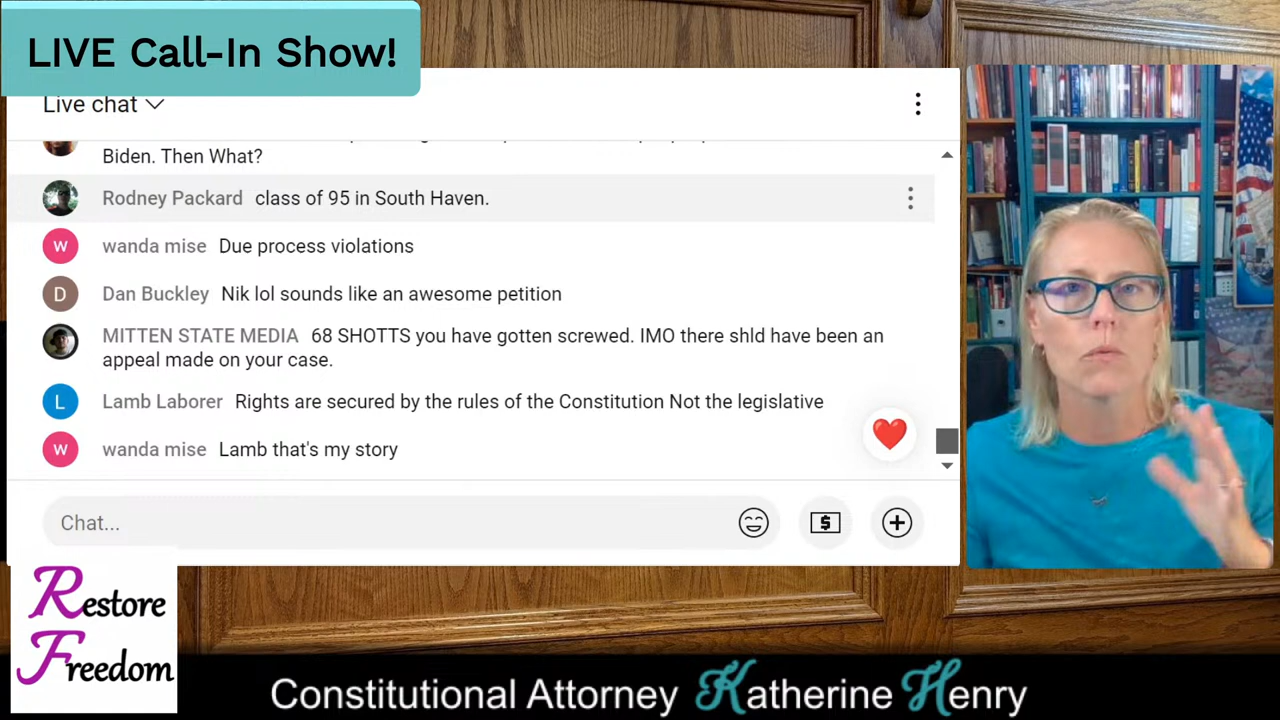 LIVE Call-In Show!
Live chat
Biden. Then What?
Rodney Packard class of 95 in South Haven.
W wanda mise Due process violations
D Dan Buckley Nik lol sounds like an awesome petition
MITTEN STATE MEDIA 68 SHOTTS you have gotten screwed. IMO there shld have been an
appeal made on your case.
L Lamb Laborer Rights are secured by the rules of the Constitution Not the legislative
W wanda mise Lamb that's my story
Chat...
$
Restore
Freedom
Constitutional Attorney Katherine Henry